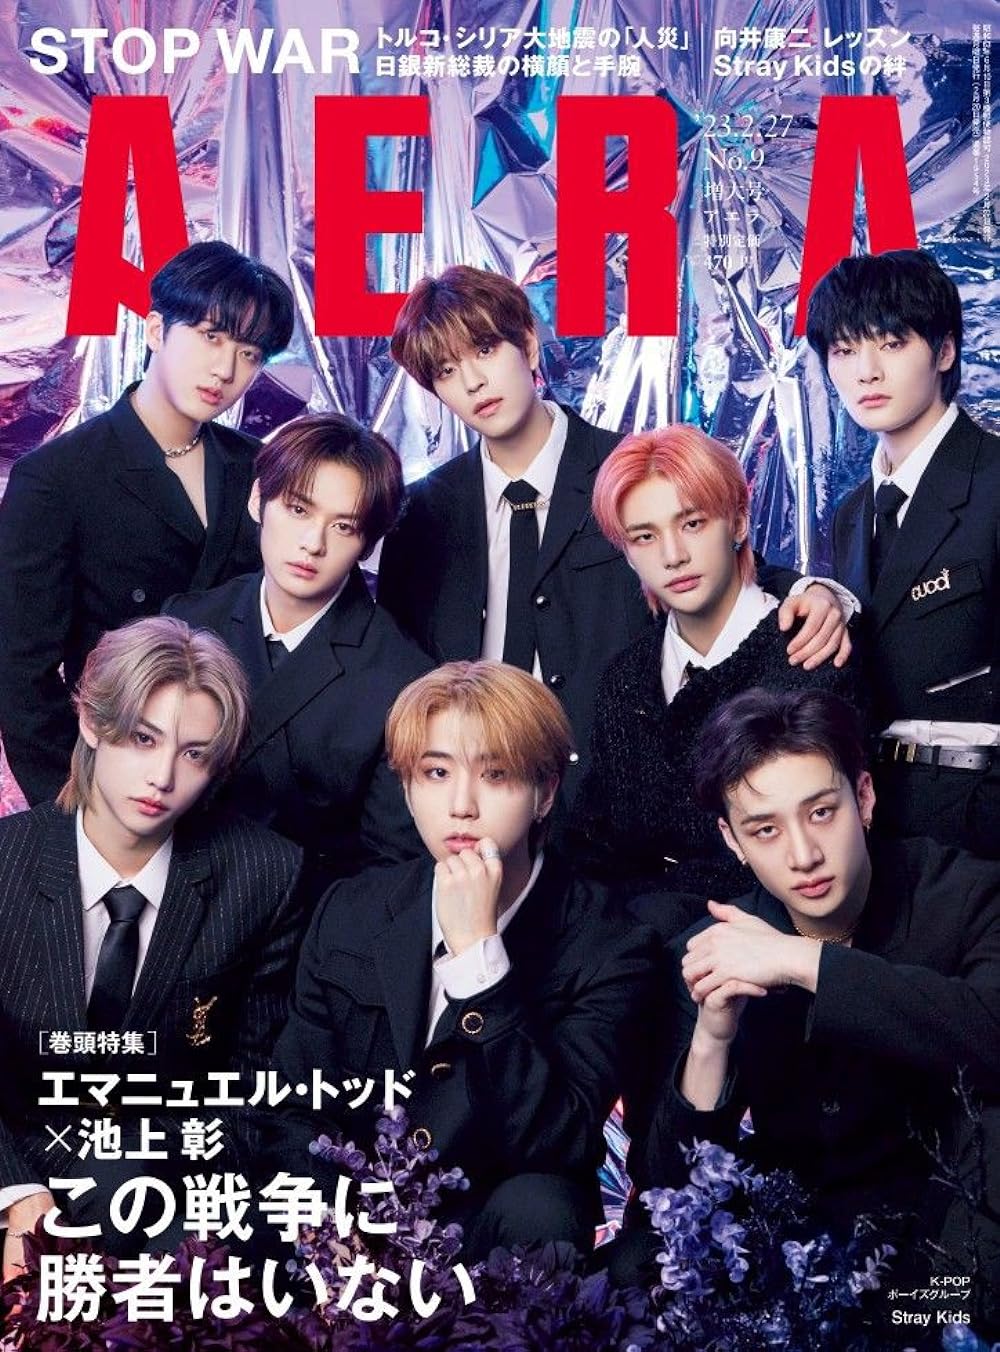 STOP WAR
トルコ・シリア大地震の「人災」
日銀新総裁の横顔と手腕
向井康二 レッスン
Stray Kidsの絆
AERA
'23.2.27
No.9
増大号
アエラ
特別定価
470円
cucci
[巻頭特集]
エマニュエル・トッド
×池上 彰
この戦争に
勝者はいない
K-POP
ボーイズグループ
Stray Kids